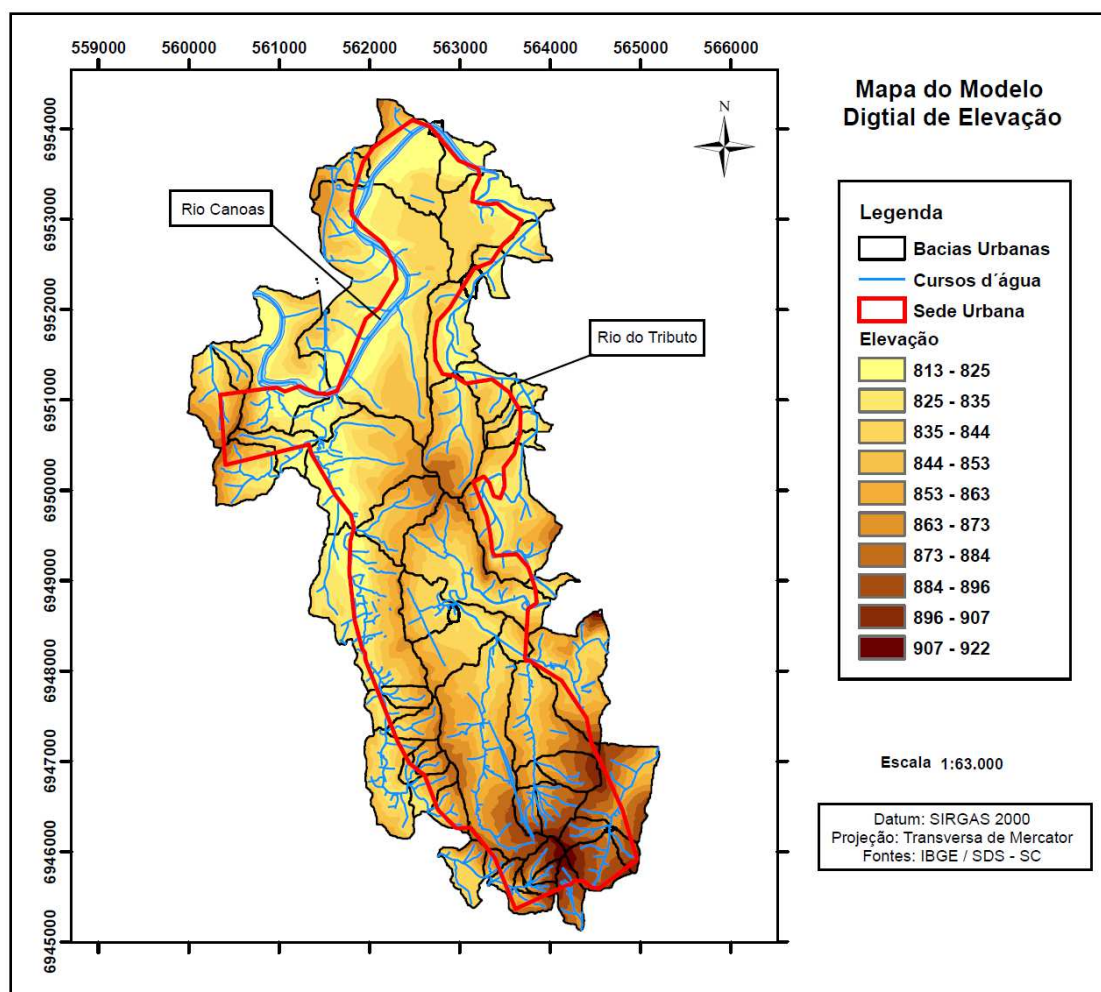 559000 560000 561000 562000 563000 564000 565000 566000
6954000
6953000
6952000
6951000
6950000
6949000
6948000
6947000
6946000
6945000
N
Rio Canoas
Rio do Tributo
Mapa do Modelo
Digtial de Elevação
Legenda
Bacias Urbanas
Cursos d´água
Sede Urbana
Elevação
813 - 825
825 - 835
835 - 844
844 - 853
853 - 863
863 - 873
873 - 884
884 - 896
896 - 907
907 - 922
Escala 1:63.000
Datum: SIRGAS 2000
Projeção: Transversa de Mercator
Fontes: IBGE / SDS - SC